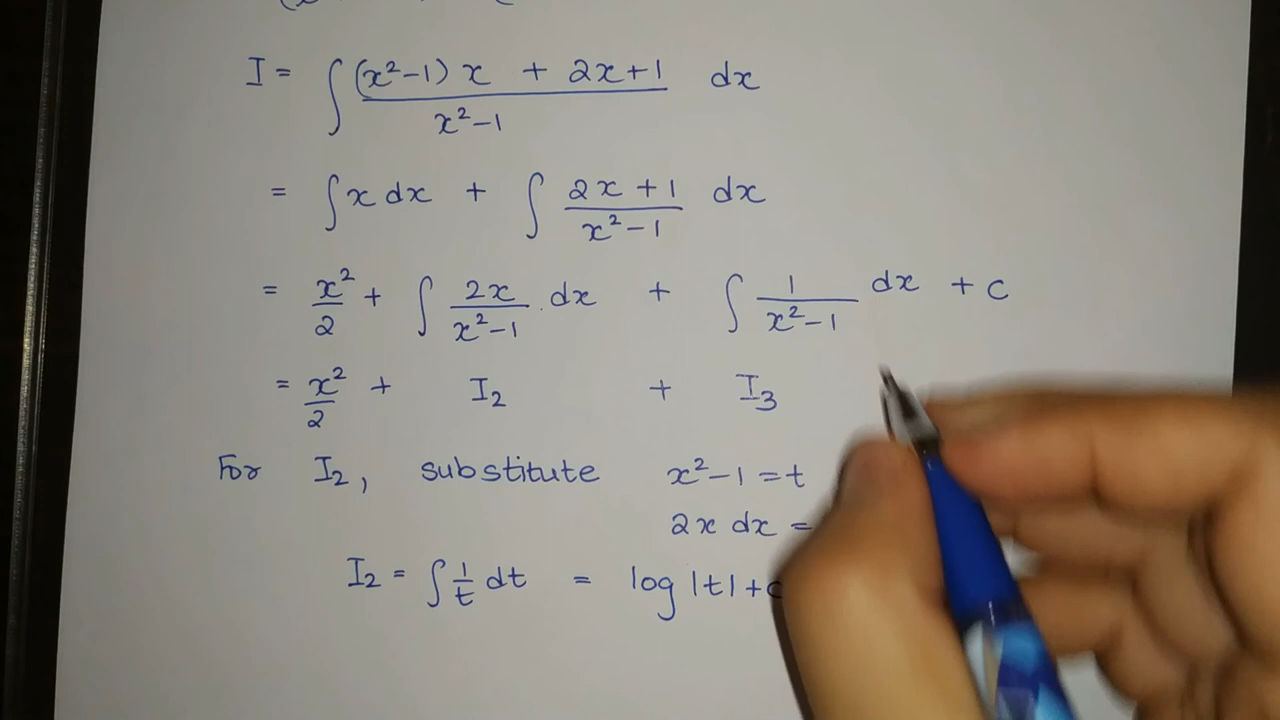 I = ∫ (x²-1) x + 2x+1 / x²-1 dx
= ∫ x dx + ∫ 2x+1 / x²-1 dx
= x²/2 + ∫ 2x / x²-1 . dx + ∫ 1 / x²-1 dx + c
= x²/2 + I₂ + I₃
For I₂, substitute x²-1 = t
2x dx =
I₂ = ∫ 1/t dt = log |t| + c